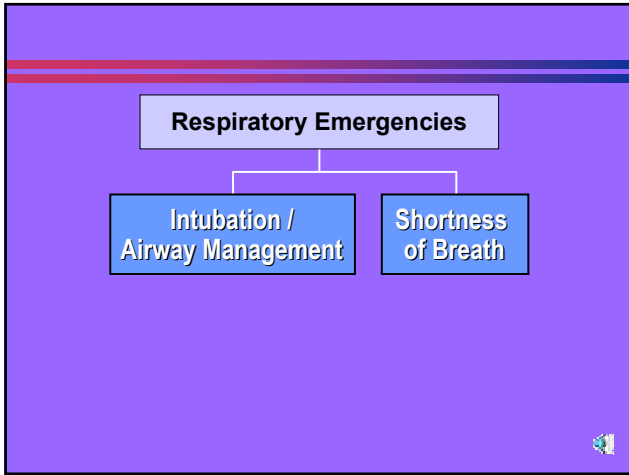 Respiratory Emergencies
Intubation /
Airway Management
Shortness
of Breath